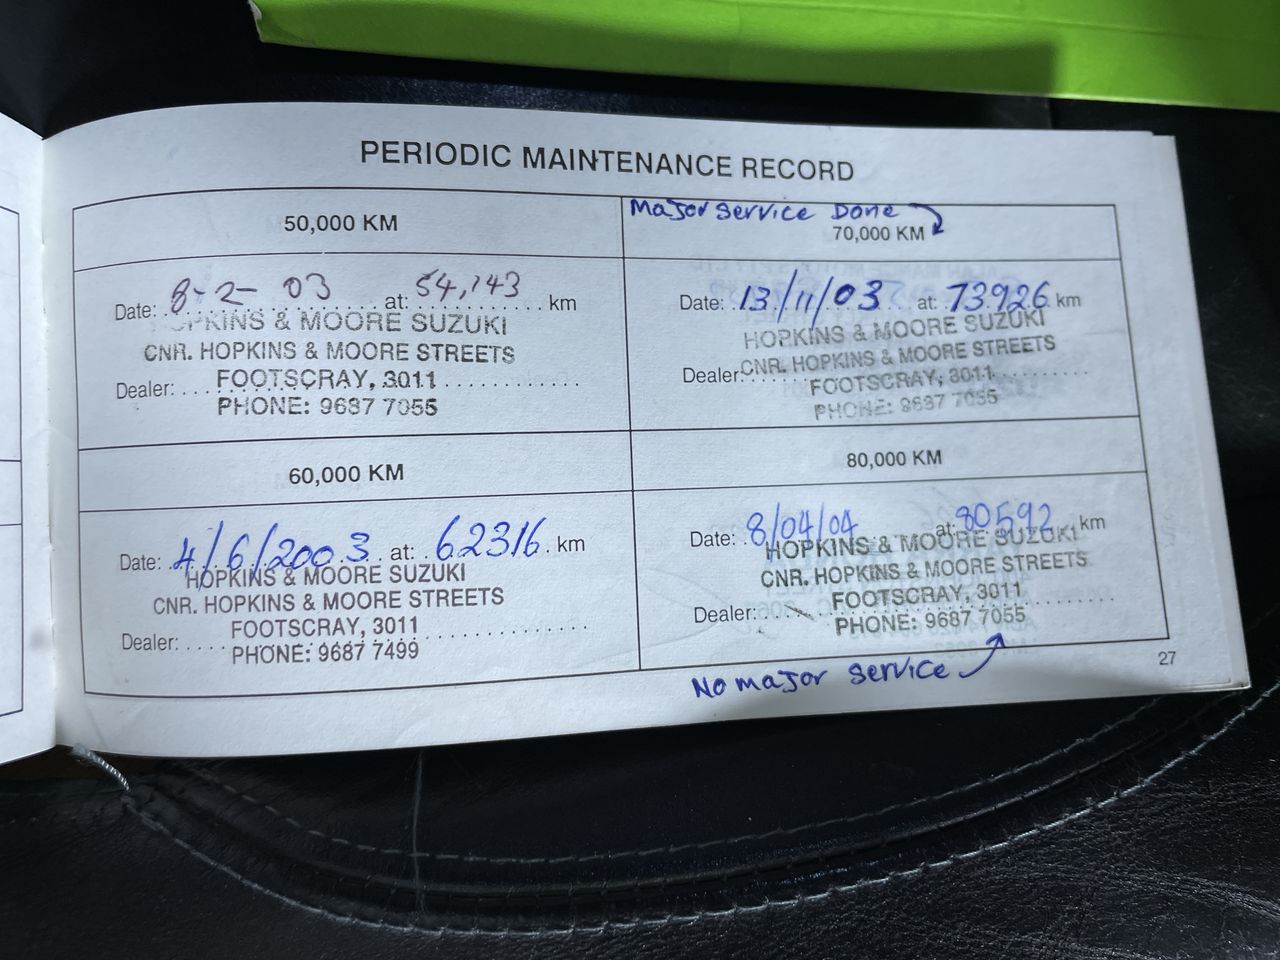 PERIODIC MAINTENANCE RECORD
50,000 KM
Date: 8-2-03 at: 54,143 km
HOPKINS & MOORE SUZUKI
CNR. HOPKINS & MOORE STREETS
Dealer: FOOTSCRAY, 3011
PHONE: 9687 7055
60,000 KM
Date: 4/6/2003 at: 62316 km
HOPKINS & MOORE SUZUKI
CNR. HOPKINS & MOORE STREETS
FOOTSCRAY, 3011
Dealer:
PHONE: 9687 7499
Major service Done
70,000 KM
Date: 13/11/03 at: 73926 km
HOPKINS & MOORE SUZUKI
CNR. HOPKINS & MOORE STREETS
Dealer
FOOTSCRAY, 3011
PHONE: 9687 7055
80,000 KM
Date: 8/04/04 at: 80592 km
HOPKINS & MOORE SUZUKI
CNR. HOPKINS & MOORE STREETS
FOOTSCRAY, 3011
Dealer:
PHONE: 9687 7055
No major service
27